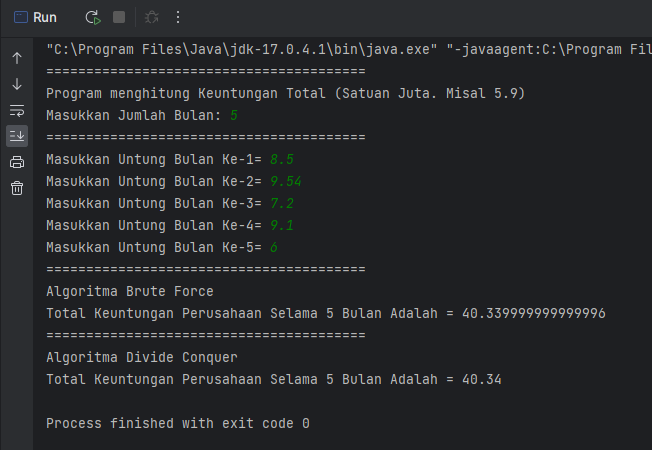 Run
"C:\Program Files\Java\jdk-17.0.4.1\bin\java.exe" "-javaagent:C:\Program Fil
========================================
Program menghitung Keuntungan Total (Satuan Juta. Misal 5.9)
Masukkan Jumlah Bulan: 5
========================================
Masukkan Untung Bulan Ke-1= 8.5
Masukkan Untung Bulan Ke-2= 9.54
Masukkan Untung Bulan Ke-3= 7.2
Masukkan Untung Bulan Ke-4= 9.1
Masukkan Untung Bulan Ke-5= 6
========================================
Algoritma Brute Force
Total Keuntungan Perusahaan Selama 5 Bulan Adalah = 40.339999999999996
========================================
Algoritma Divide Conquer
Total Keuntungan Perusahaan Selama 5 Bulan Adalah = 40.34
Process finished with exit code 0